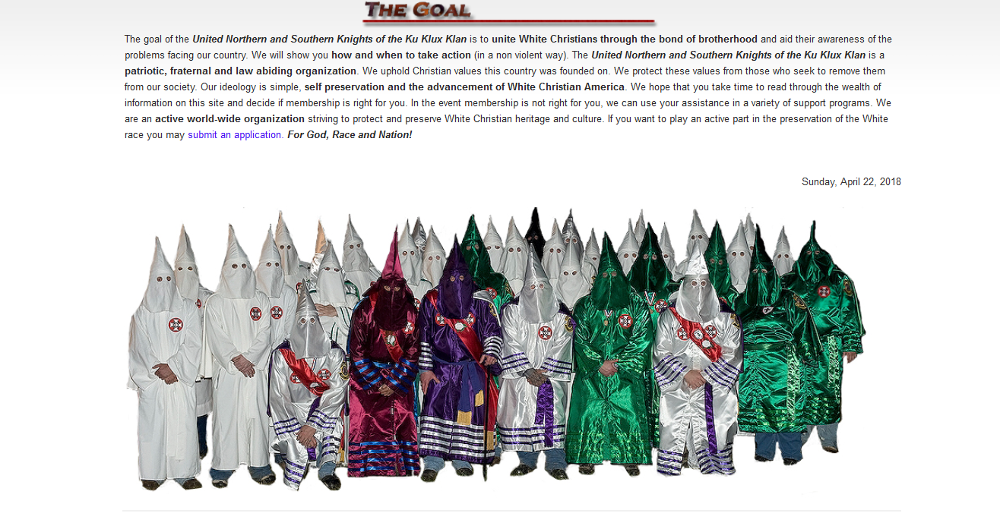 THE GOAL
The goal of the United Northern and Southern Knights of the Ku Klux Klan is to unite White Christians through the bond of brotherhood and aid their awareness of the
problems facing our country. We will show you how and when to take action (in a non violent way). The United Northern and Southern Knights of the Ku Klux Klan is a
patriotic, fraternal and law abiding organization. We uphold Christian values this country was founded on. We protect these values from those who seek to remove them
from our society. Our ideology is simple, self preservation and the advancement of White Christian America. We hope that you take time to read through the wealth of
information on this site and decide if membership is right for you. In the event membership is not right for you, we can use your assistance in a variety of support programs. We
are an active world-wide organization striving to protect and preserve White Christian heritage and culture. If you want to play an active part in the preservation of the White
race you may submit an application. For God, Race and Nation!
Sunday, April 22, 2018